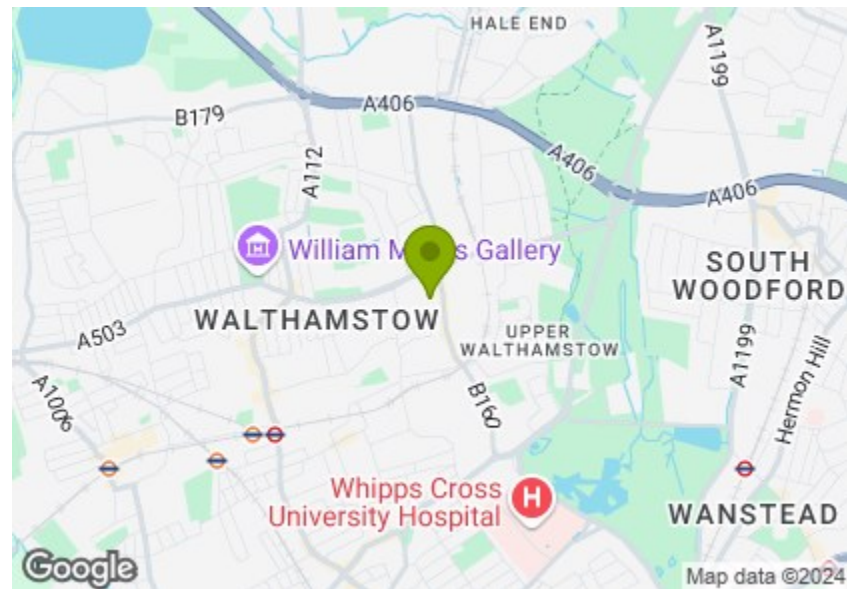 HALE END
A1199
A406
B179
A112
A406
A406
William M s Gallery
SOUTH
WOODFORD
WALTHAMSTOW
UPPER
WALTHAMSTOW
A503
A1006
B160
A1199
Hermon Hill
Whipps Cross
University Hospital
H
WANSTEAD
Google
Map data ©2024